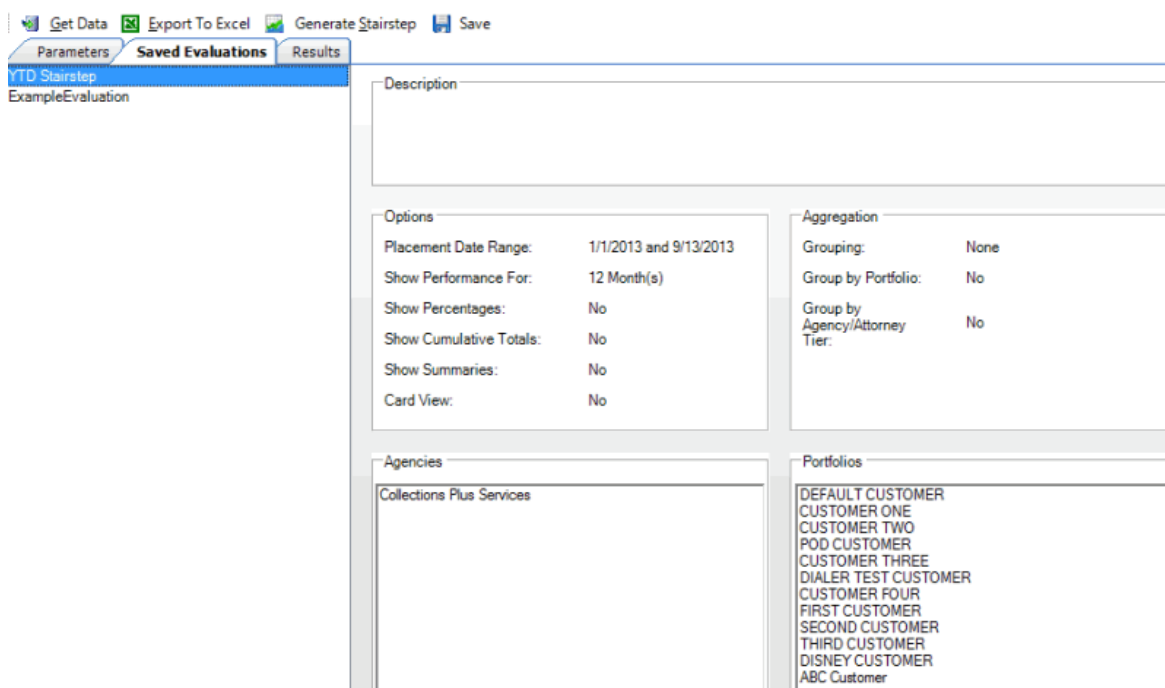 Get Data Export To Excel Generate Stairstep Save
Parameters Saved Evaluations Results
YTD Stairstep
ExampleEvaluation
Description
Options
Placement Date Range: 1/1/2013 and 9/13/2013
Show Performance For: 12 Month(s)
Show Percentages: No
Show Cumulative Totals: No
Show Summaries: No
Card View: No
Aggregation
Grouping: None
Group by Portfolio: No
Group by
Agency/Attorney
Tier:
No
Agencies
Collections Plus Services
Portfolios
DEFAULT CUSTOMER
CUSTOMER ONE
CUSTOMER TWO
POD CUSTOMER
CUSTOMER THREE
DIALER TEST CUSTOMER
CUSTOMER FOUR
FIRST CUSTOMER
SECOND CUSTOMER
THIRD CUSTOMER
DISNEY CUSTOMER
ABC Customer